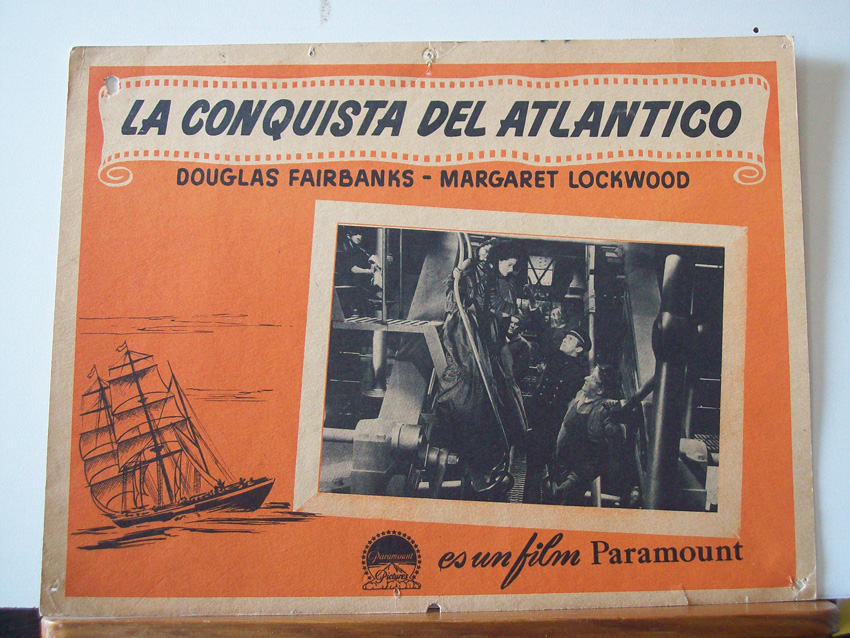 LA CONQUISTA DEL ATLANTICO
DOUGLAS FAIRBANKS - MARGARET LOCKWOOD
Paramount
Pictures
es un film Paramount